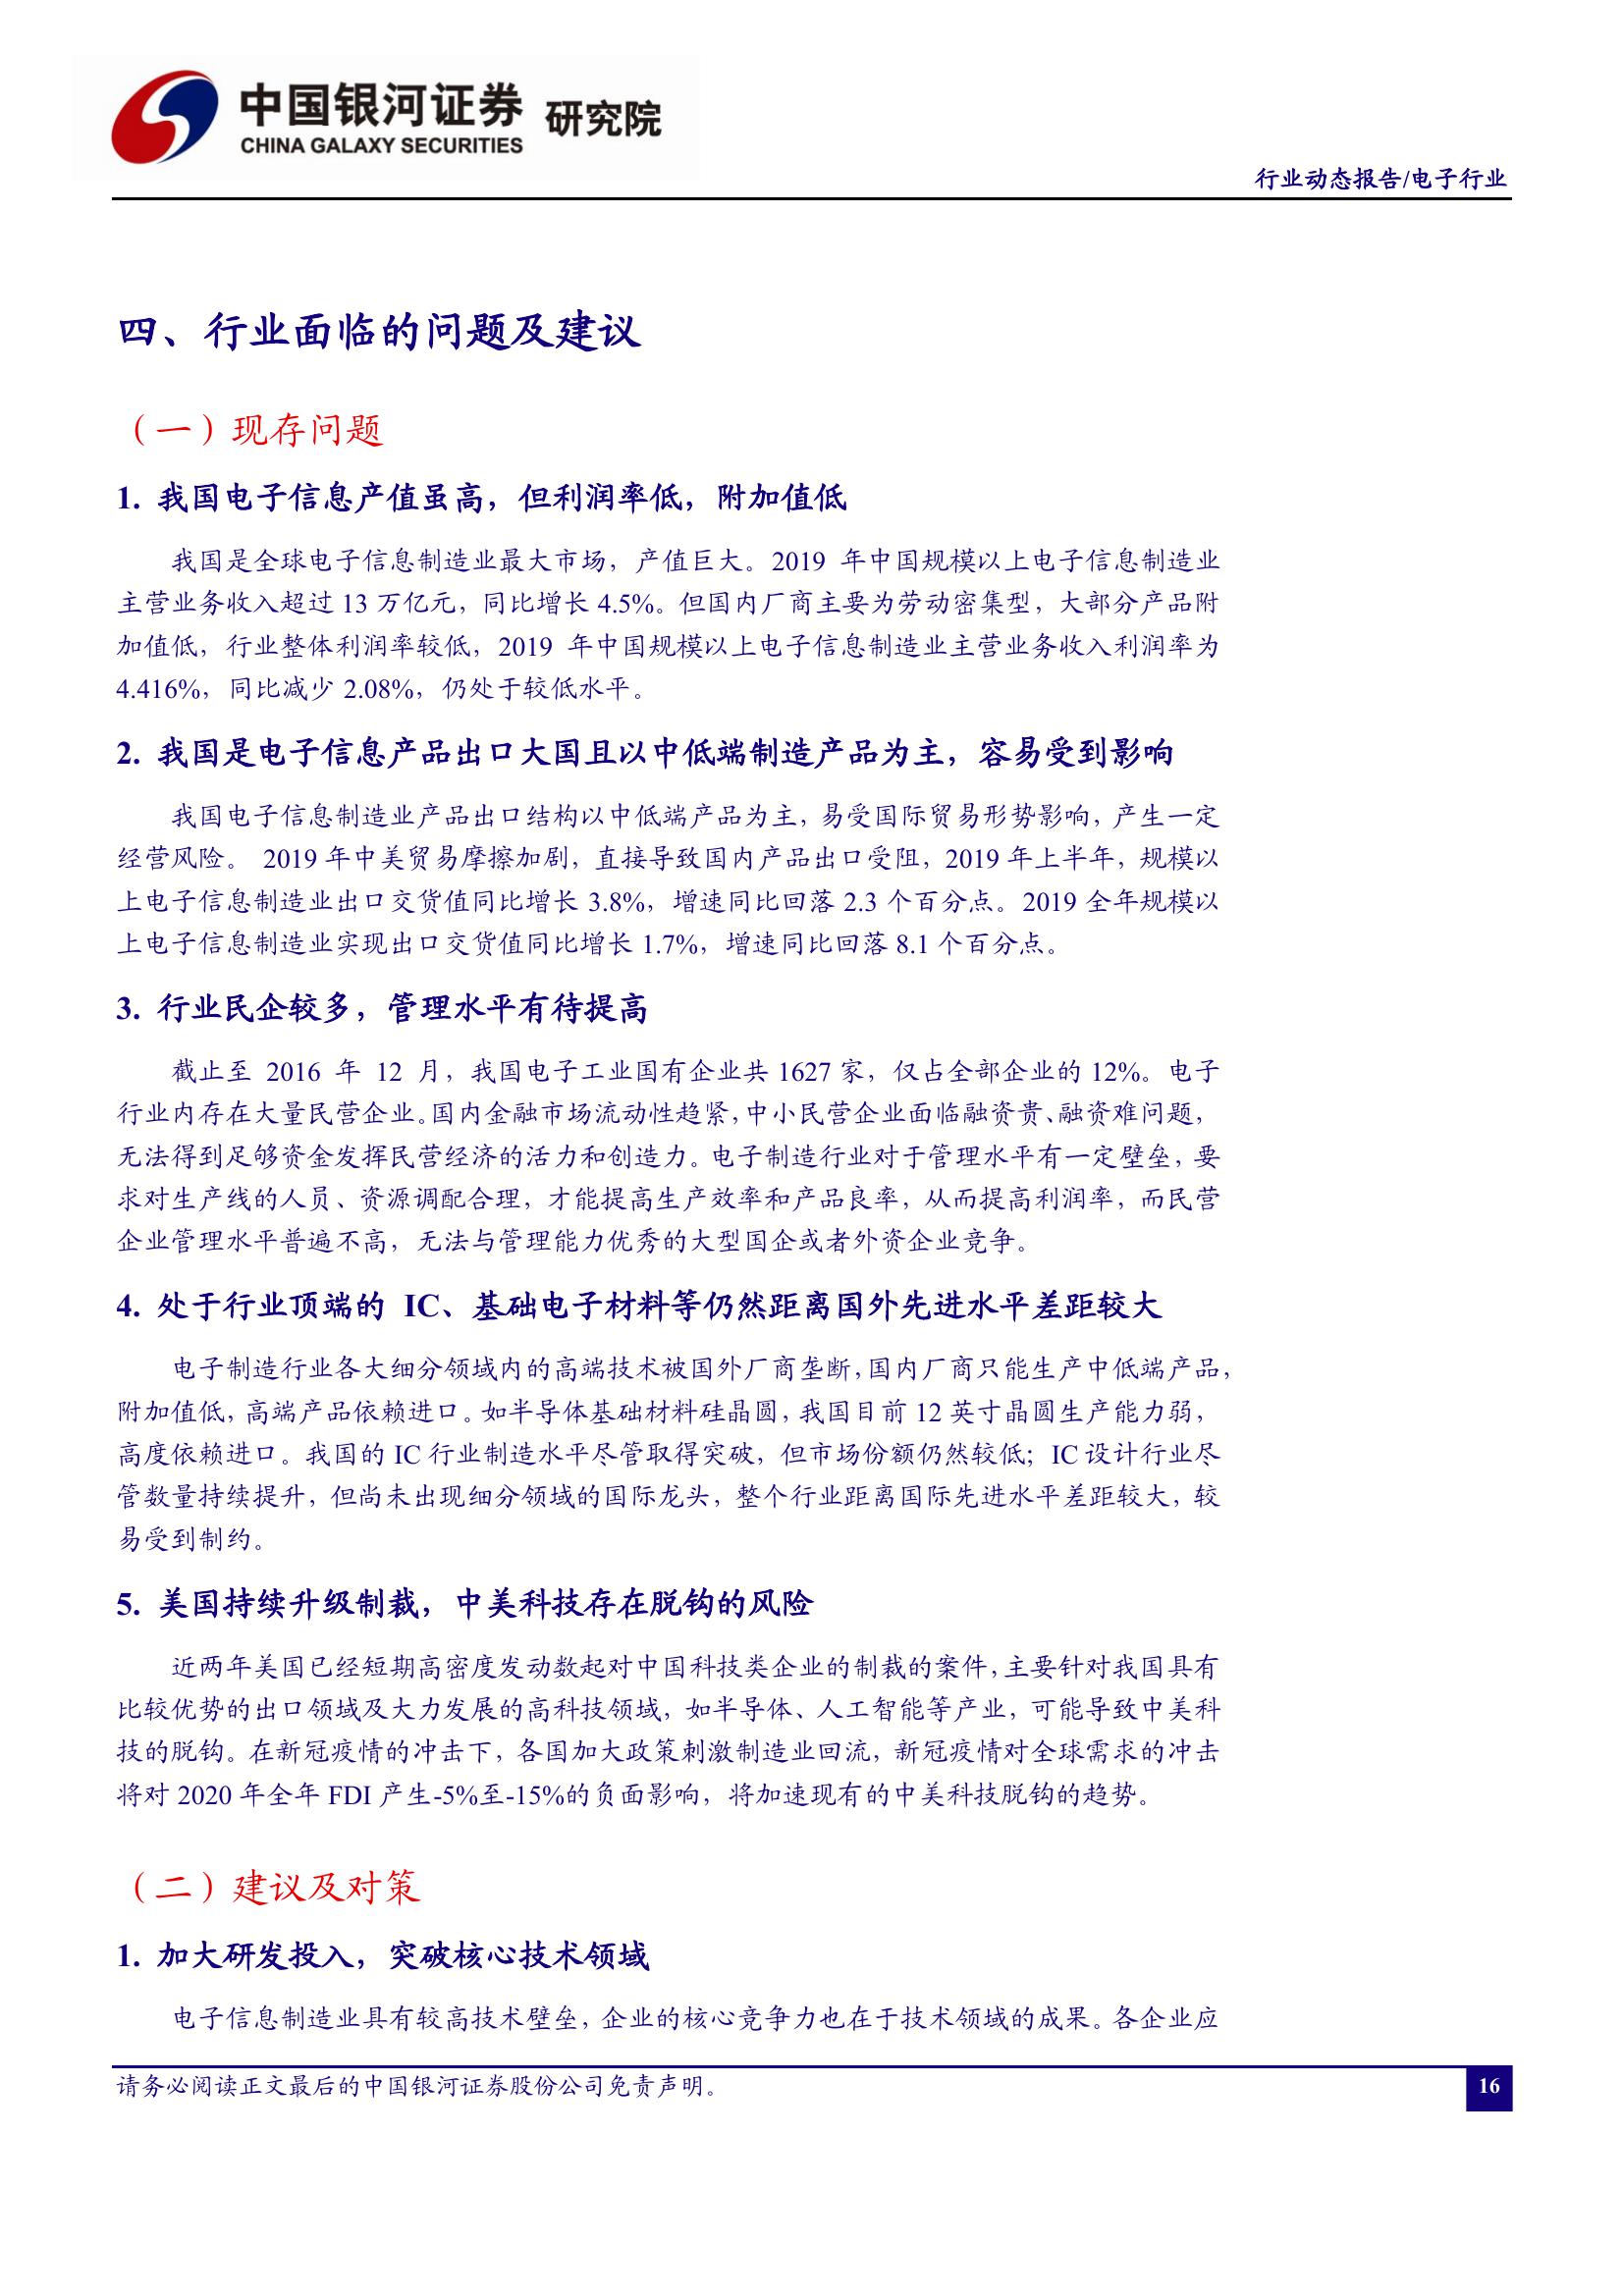 中国银河证券 研究院
CHINA GALAXY SECURITIES
行业动态报告/电子行业
四、行业面临的问题及建议
（一）现存问题
1. 我国电子信息产值虽高，但利润率低，附加值低
我国是全球电子信息制造业最大市场，产值巨大。2019 年中国规模以上电子信息制造业
主营业务收入超过 13 万亿元，同比增长 4.5%。但国内厂商主要为劳动密集型，大部分产品附
加值低，行业整体利润率较低，2019 年中国规模以上电子信息制造业主营业务收入利润率为
4.416%，同比减少 2.08%，仍处于较低水平。
2. 我国是电子信息产品出口大国且以中低端制造产品为主，容易受到影响
我国电子信息制造业产品出口结构以中低端产品为主，易受国际贸易形势影响，产生一定
经营风险。 2019 年中美贸易摩擦加剧，直接导致国内产品出口受阻，2019 年上半年，规模以
上电子信息制造业出口交货值同比增长 3.8%，增速同比回落 2.3 个百分点。2019 全年规模以
上电子信息制造业实现出口交货值同比增长 1.7%，增速同比回落 8.1 个百分点。
3. 行业民企较多，管理水平有待提高
截止至 2016 年 12 月，我国电子工业国有企业共 1627 家，仅占全部企业的 12%。电子
行业内存在大量民营企业。国内金融市场流动性趋紧，中小民营企业面临融资贵、融资难问题，
无法得到足够资金发挥民营经济的活力和创造力。电子制造行业对于管理水平有一定壁垒，要
求对生产线的人员、资源调配合理，才能提高生产效率和产品良率，从而提高利润率，而民营
企业管理水平普遍不高，无法与管理能力优秀的大型国企或者外资企业竞争。
4. 处于行业顶端的 IC、基础电子材料等仍然距离国外先进水平差距较大
电子制造行业各大细分领域内的高端技术被国外厂商垄断，国内厂商只能生产中低端产品，
附加值低，高端产品依赖进口。如半导体基础材料硅晶圆，我国目前 12 英寸晶圆生产能力弱，
高度依赖进口。我国的 IC 行业制造水平尽管取得突破，但市场份额仍然较低；IC 设计行业尽
管数量持续提升，但尚未出现细分领域的国际龙头，整个行业距离国际先进水平差距较大，较
易受到制约。
5. 美国持续升级制裁，中美科技存在脱钩的风险
近两年美国已经短期高密度发动数起对中国科技类企业的制裁的案件，主要针对我国具有
比较优势的出口领域及大力发展的高科技领域，如半导体、人工智能等产业，可能导致中美科
技的脱钩。在新冠疫情的冲击下，各国加大政策刺激制造业回流，新冠疫情对全球需求的冲击
将对 2020 年全年 FDI 产生-5%至-15%的负面影响，将加速现有的中美科技脱钩的趋势。
（二）建议及对策
1. 加大研发投入，突破核心技术领域
电子信息制造业具有较高技术壁垒，企业的核心竞争力也在于技术领域的成果。各企业应
请务必阅读正文最后的中国银河证券股份公司免责声明。
16